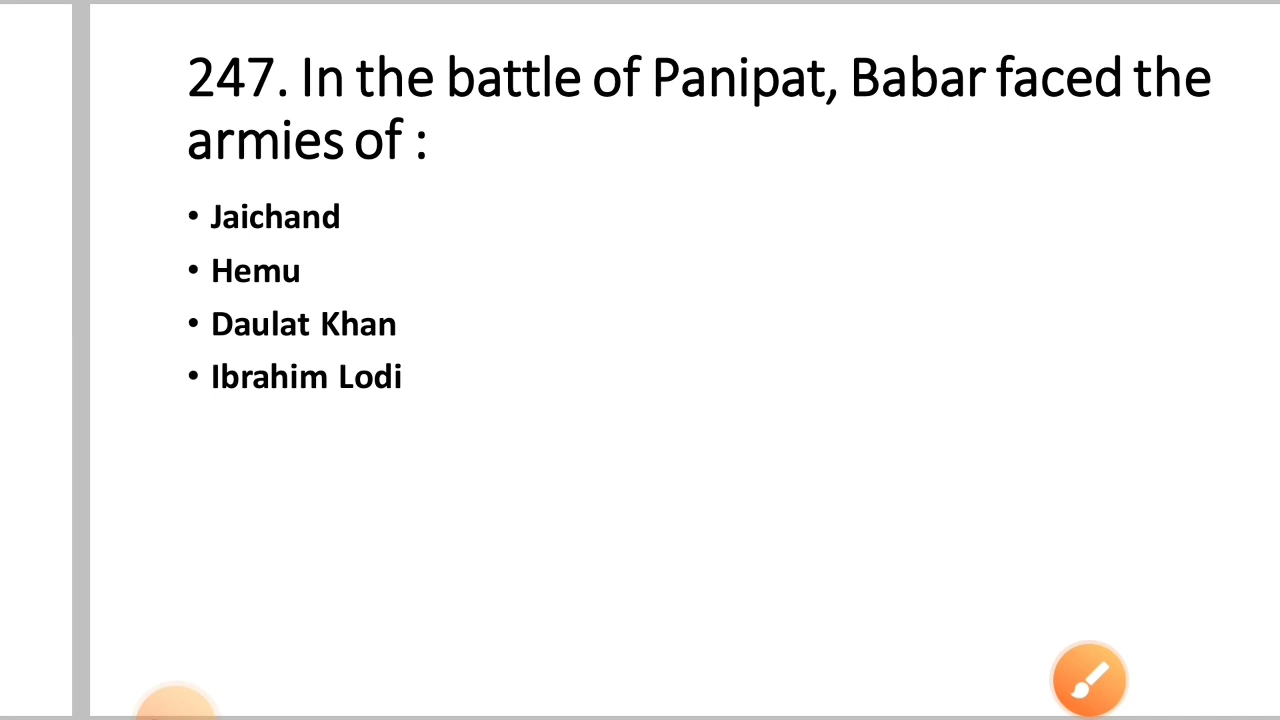 247. In the battle of Panipat, Babar faced the
armies of :
• Jaichand
• Hemu
• Daulat Khan
• Ibrahim Lodi